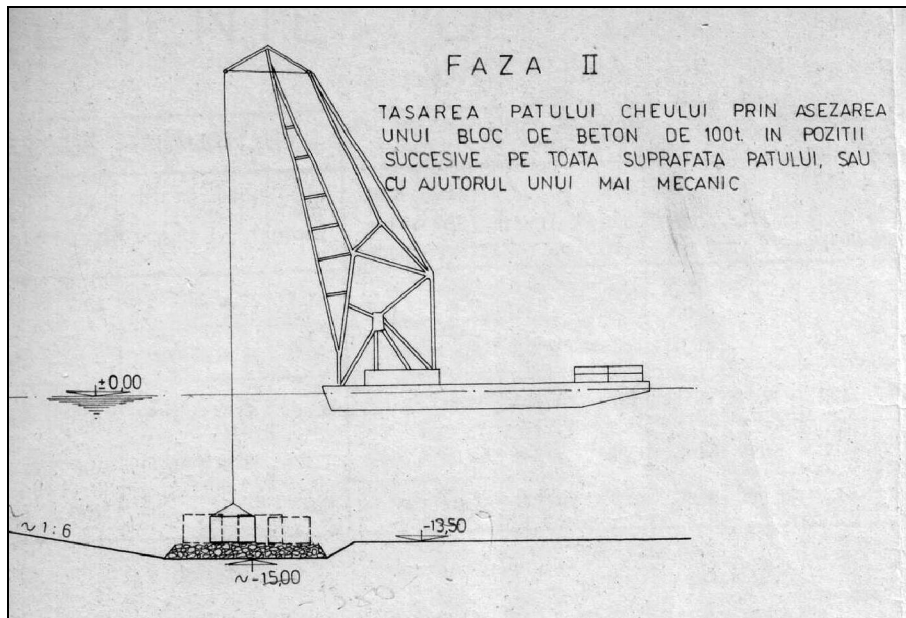 FAZA II
TASAREA PATULUI CHEULUI PRIN ASEZAREA
UNUI BLOC DE BETON DE 100t. IN POZITII
SUCCESIVE PE TOATA SUPRAFATA PATULUI, SAU
CU AJUTORUL UNUI MAI MECANIC
±0,00
~1:6
-13,50
~-15,00